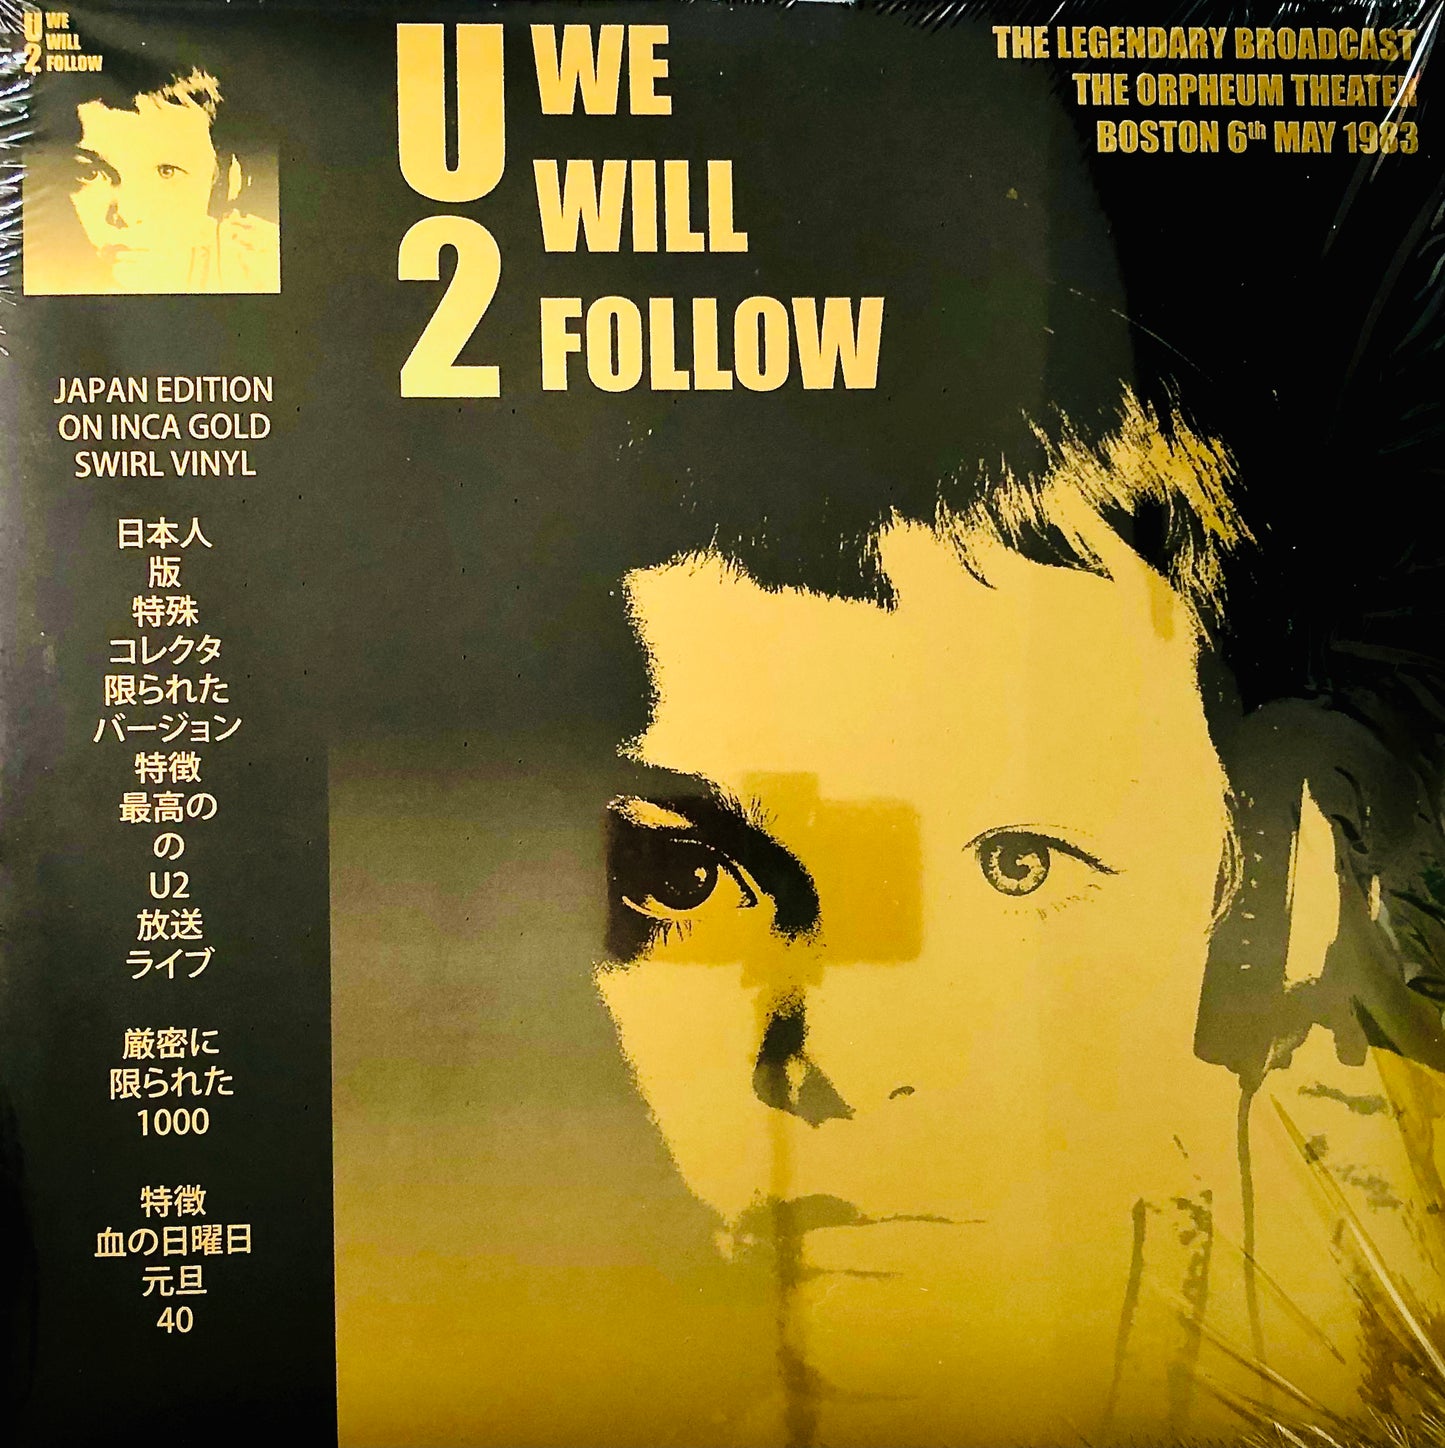 U2
WE
WILL
FOLLOW
U2
WE
WILL
FOLLOW
THE LEGENDARY BROADCAST
THE ORPHEUM THEATER
BOSTON 6th MAY 1983
JAPAN EDITION
ON INCA GOLD
SWIRL VINYL
日本人
版
特殊
コレクタ
限られた
バージョン
特徴
最高の
の
U2
放送
ライブ
厳密に
限られた
1000
特徴
血の日曜日
元旦
40